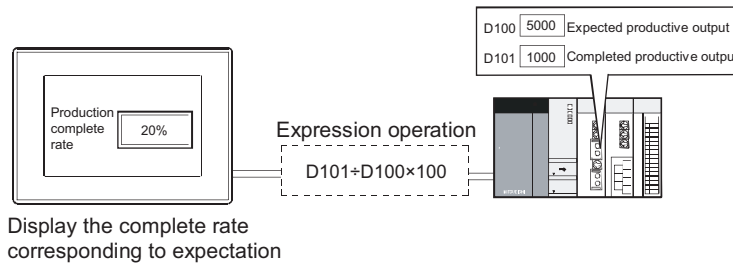 D100 5000 Expected productive output
D101 1000 Completed productive outpu
Production
complete
rate
20%
Expression operation
D101÷D100×100
Display the complete rate
corresponding to expectation